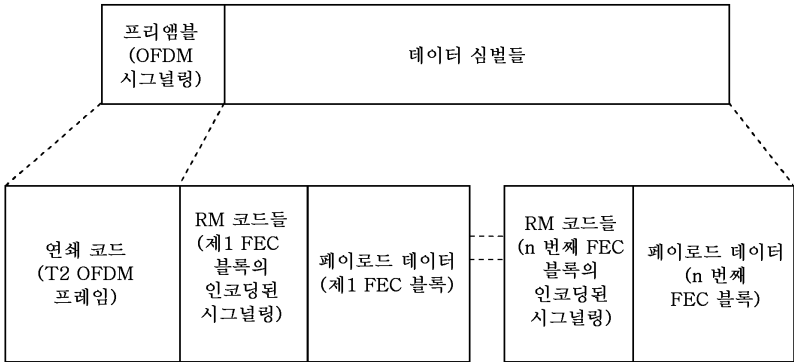 프리앰블
(OFDM
시그널링)
데이터 심벌들
연쇄 코드
(T2 OFDM
프레임)
RM 코드들
(제1 FEC
블록의
인코딩된
시그널링)
페이로드 데이터
(제1 FEC 블록)
RM 코드들
(n 번째 FEC
블록의
인코딩된
시그널링)
페이로드 데이터
(n 번째
FEC 블록)